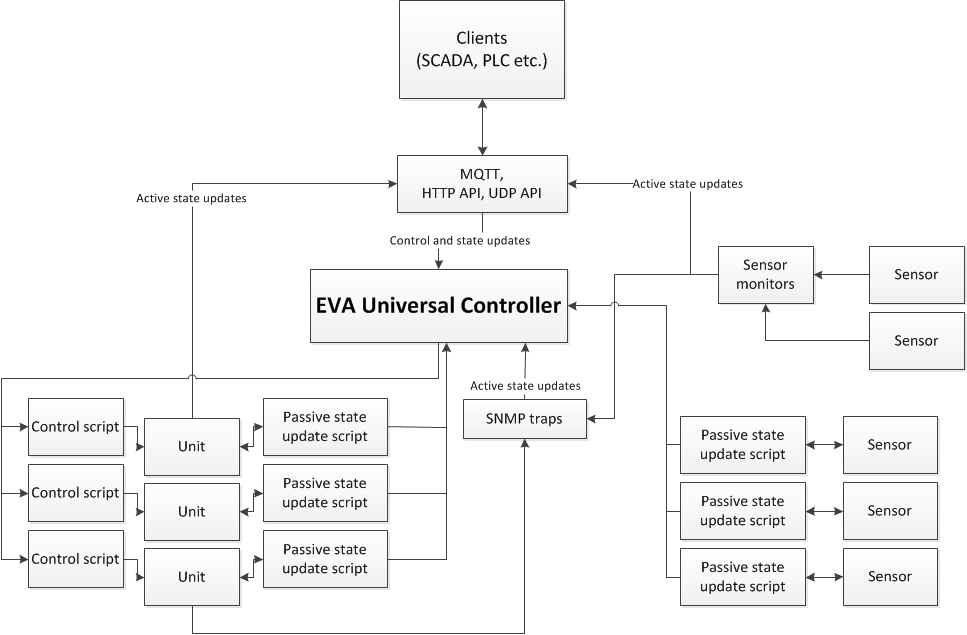 Clients
(SCADA, PLC etc.)
MQTT,
HTTP API, UDP API
Active state updates
Active state updates
Control and state updates
Sensor
monitors
Sensor
Sensor
EVA Universal Controller
Active state updates
SNMP traps
Control script
Unit
Passive state
update script
Control script
Unit
Passive state
update script
Control script
Unit
Passive state
update script
Passive state
update script
Sensor
Passive state
update script
Sensor
Passive state
update script
Sensor